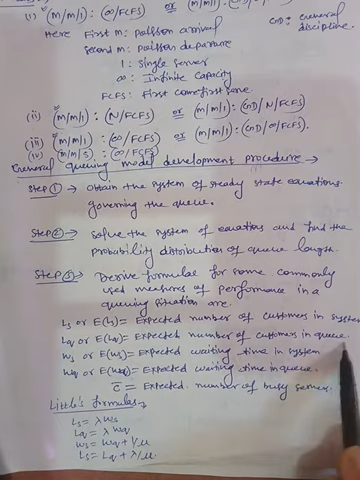 (i) (M/M/1): (∞/FCFS) or (M/M/1): (GD/∞/FCFS)
GD: General discipline.
Here First M: Poisson arrival
Second M: Poisson departure
1: Single Server
∞: Infinite Capacity
FCFS: First come first serve
(ii) (M/M/1): (N/FCFS) or (M/M/1): (GD/N/FCFS)
(iii) (M/M/1): (∞/FCFS) or (M/M/1): (GD/∞/FCFS).
(iv) (M/M/S): (∞/FCFS)
General queuing model development procedure →
Step ① → Obtain the system of steady state equations
governing the queue.
Step ② → Solve the system of equations and find the
probability distribution of queue length.
Step ③ → Derive formulae for some commonly
used measures of performance in a
queuing situation are.
Ls or E(Ls) = Expected number of customers in system
Lq or E(Lq) = Expected number of customers in queue
Ws or E(Ws) = Expected waiting time in system
Wq or E(Wq) = Expected waiting time in queue.
c̅ = Expected number of busy servers.
Little's formulas →
Ls = λ Ws
Lq = λ Wq
Ws = Wq + 1/μ
Ls = Lq + λ/μ.